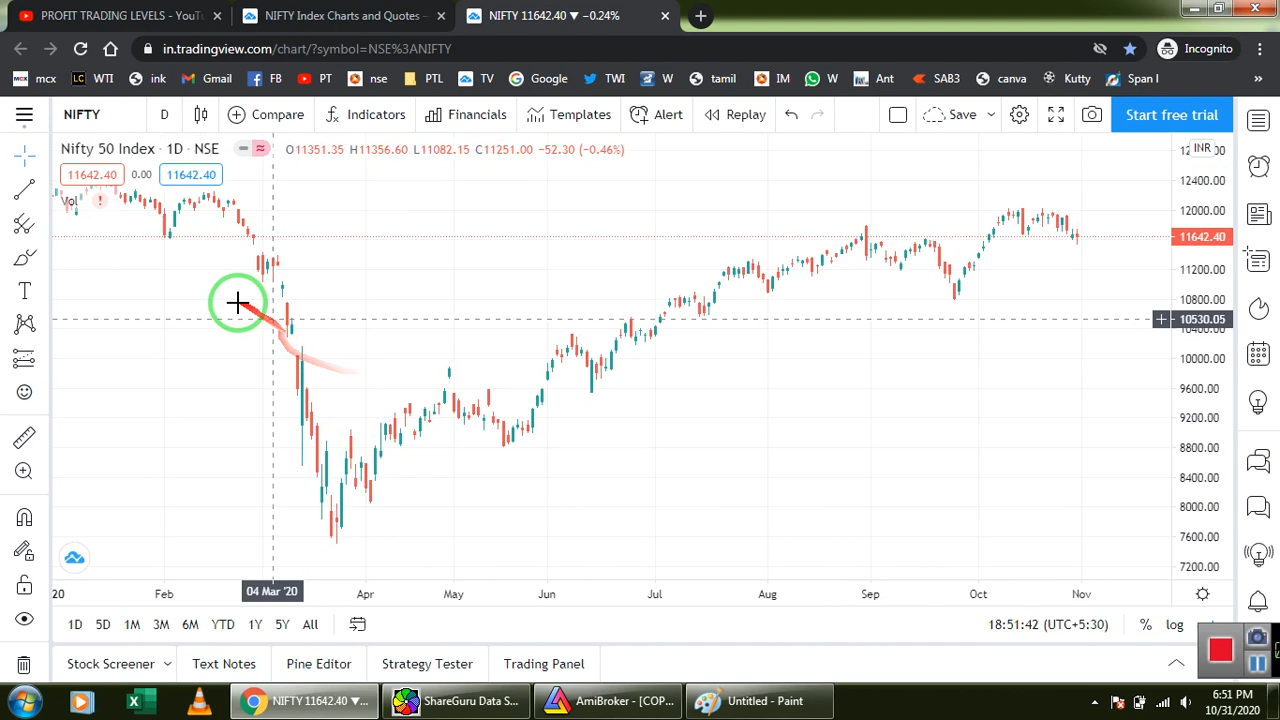 PROFIT TRADING LEVELS - YouTu
NIFTY Index Charts and Quotes —
NIFTY 11642.40 ▼ −0.24%
in.tradingview.com/chart/?symbol=NSE%3ANIFTY
Incognito
mcx
WTI
ink
Gmail
FB
PT
nse
PTL
TV
Google
TWI
W
tamil
IM
W
Ant
SAB3
canva
Kutty
Span I
»
NIFTY
D
Compare
Indicators
Financials
Templates
Alert
Replay
Save
Start free trial
Nifty 50 Index · 1D · NSE
O11351.35 H11356.60 L11082.15 C11251.00 −52.30 (−0.46%)
INR
11642.40
0.00
11642.40
Vol
12400.00
12000.00
11642.40
11200.00
10800.00
10530.05
10400.00
10000.00
9600.00
9200.00
8800.00
8400.00
8000.00
7600.00
7200.00
20
Feb
04 Mar '20
Apr
May
Jun
Jul
Aug
Sep
Oct
Nov
1D
5D
1M
3M
6M
YTD
1Y
5Y
All
18:51:42 (UTC+5:30)
%
log
Stock Screener
Text Notes
Pine Editor
Strategy Tester
Trading Panel
NIFTY 11642.40 ▼...
ShareGuru Data S...
AmiBroker - [COP...
Untitled - Paint
6:51 PM
10/31/2020